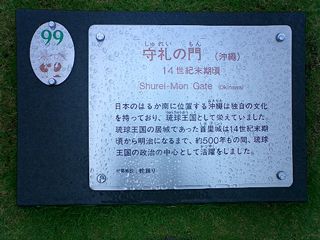 99
しゅれい もん
守礼の門 (沖縄)
14世紀末期頃
Shurei-Mon Gate (Okinawa)
日本のはるか南に位置する沖縄は独自の文化
を持っており、琉球王国として栄えていました。
琉球王国の居城であった首里城は14世紀末期
頃から明治になるまで、約500年もの間、琉球
王国の政治の中心として活躍をしました。